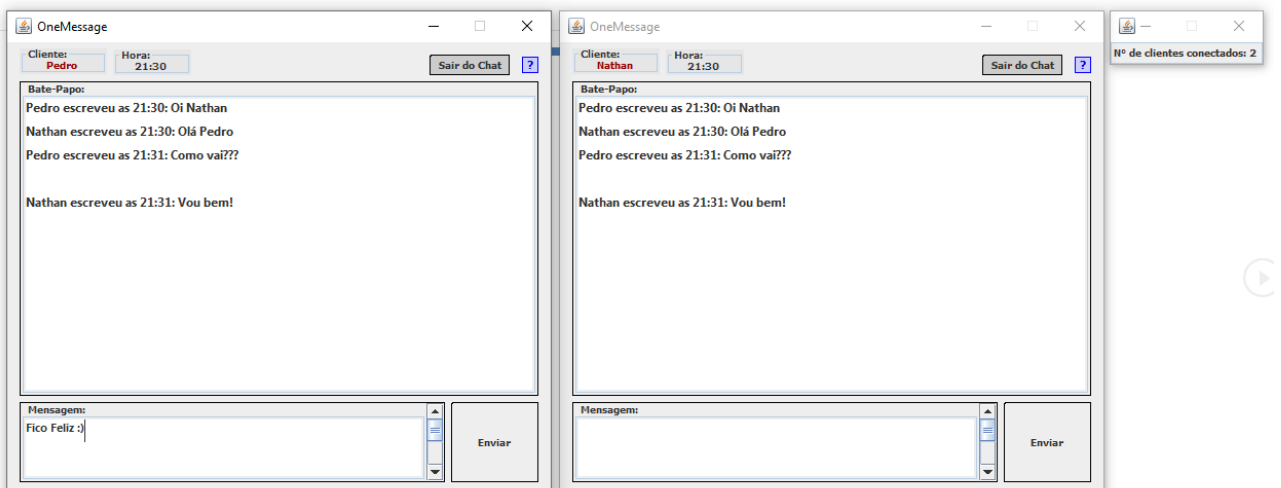 OneMessage
Cliente:
Pedro
Hora:
21:30
Sair do Chat
?
Bate-Papo:
Pedro escreveu as 21:30: Oi Nathan
Nathan escreveu as 21:30: Olá Pedro
Pedro escreveu as 21:31: Como vai???
Nathan escreveu as 21:31: Vou bem!
Mensagem:
Fico Feliz :)
Enviar
OneMessage
Cliente:
Nathan
Hora:
21:30
Sair do Chat
?
Bate-Papo:
Pedro escreveu as 21:30: Oi Nathan
Nathan escreveu as 21:30: Olá Pedro
Pedro escreveu as 21:31: Como vai???
Nathan escreveu as 21:31: Vou bem!
Mensagem:
Enviar
Nº de clientes conectados: 2